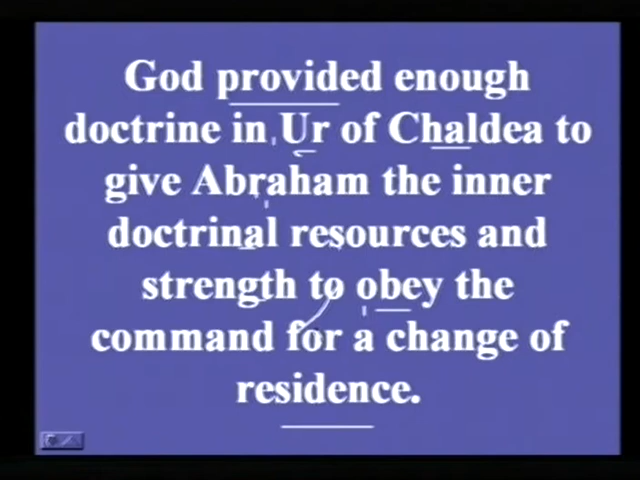 God provided enough
doctrine in Ur of Chaldea to
give Abraham the inner
doctrinal resources and
strength to obey the
command for a change of
residence.